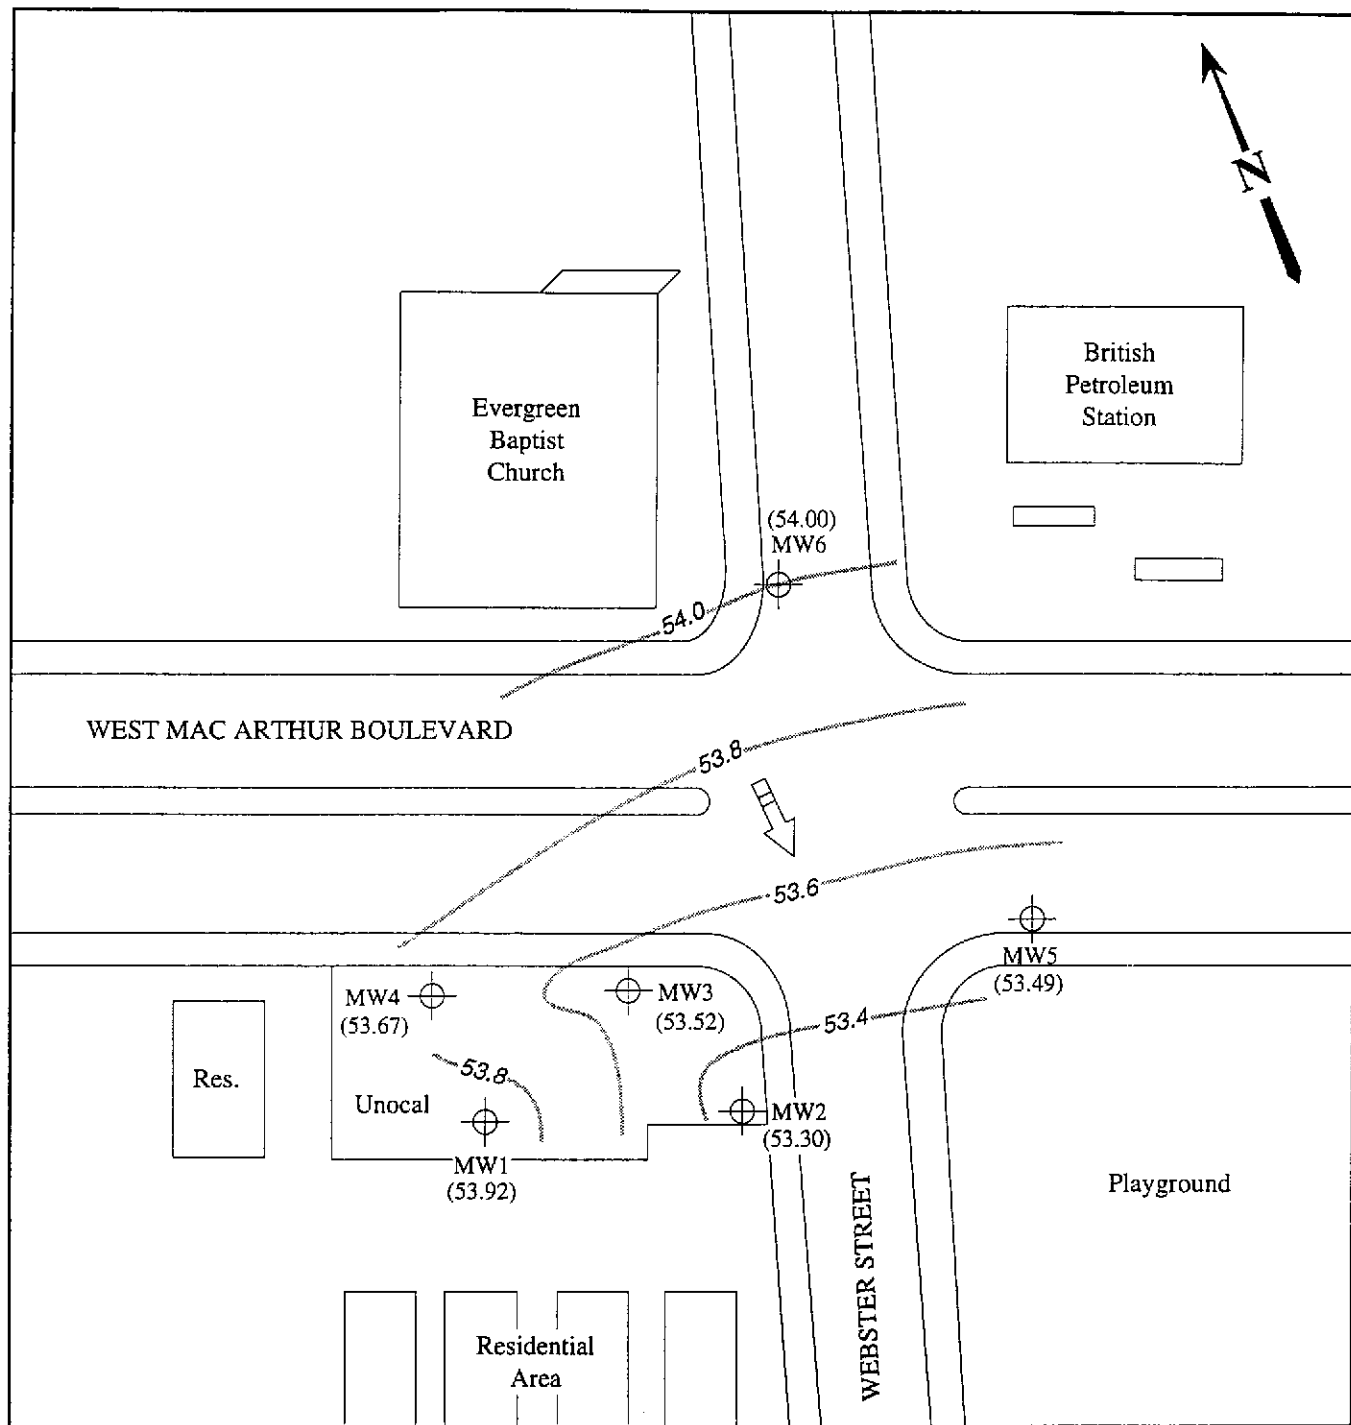 N
British
Petroleum
Station
Evergreen
Baptist
Church
(54.00)
MW6
54.0
WEST MAC ARTHUR BOULEVARD
53.8
53.6
MW5
(53.49)
MW4
(53.67)
MW3
(53.52)
53.4
53.8
Res.
Unocal
MW2
(53.30)
MW1
(53.92)
Playground
WEBSTER STREET
Residential
Area